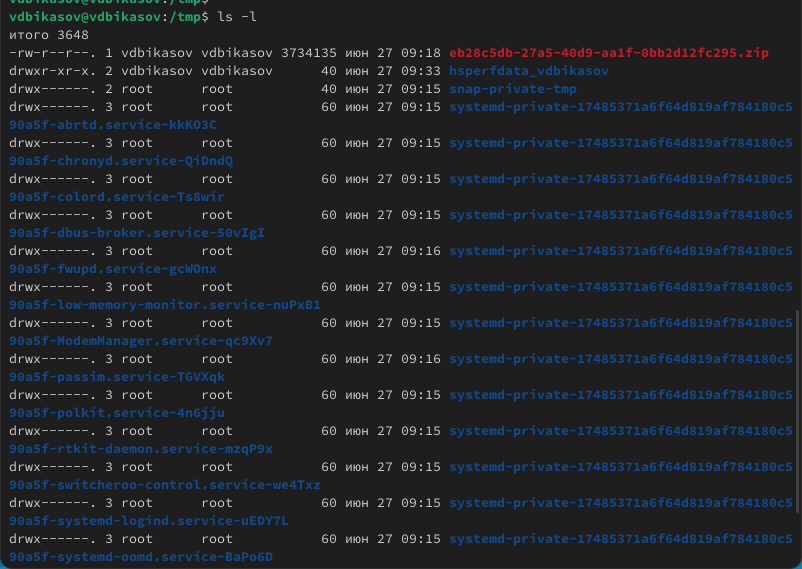 vdbikasov@vdbikasov:/tmp$
vdbikasov@vdbikasov:/tmp$ ls -l
итого 3648
-rw-r--r--. 1 vdbikasov vdbikasov 3734135 июн 27 09:18 eb28c5db-27a5-40d9-aa1f-0bb2d12fc295.zip
drwxr-xr-x. 2 vdbikasov vdbikasov 40 июн 27 09:33 hsperfdata_vdbikasov
drwx------. 2 root root 40 июн 27 09:15 snap-private-tmp
drwx------. 3 root root 60 июн 27 09:15 systemd-private-17485371a6f64d819af784180c5
90a5f-abrtd.service-kkKO3C
drwx------. 3 root root 60 июн 27 09:15 systemd-private-17485371a6f64d819af784180c5
90a5f-chronyd.service-QiDndQ
drwx------. 3 root root 60 июн 27 09:15 systemd-private-17485371a6f64d819af784180c5
90a5f-colord.service-Ts8wir
drwx------. 3 root root 60 июн 27 09:15 systemd-private-17485371a6f64d819af784180c5
90a5f-dbus-broker.service-50vIgI
drwx------. 3 root root 60 июн 27 09:16 systemd-private-17485371a6f64d819af784180c5
90a5f-fwupd.service-gcWOnx
drwx------. 3 root root 60 июн 27 09:15 systemd-private-17485371a6f64d819af784180c5
90a5f-low-memory-monitor.service-nuPxB1
drwx------. 3 root root 60 июн 27 09:15 systemd-private-17485371a6f64d819af784180c5
90a5f-ModemManager.service-qc9Xv7
drwx------. 3 root root 60 июн 27 09:16 systemd-private-17485371a6f64d819af784180c5
90a5f-passim.service-TGVXqk
drwx------. 3 root root 60 июн 27 09:15 systemd-private-17485371a6f64d819af784180c5
90a5f-polkit.service-4n6jju
drwx------. 3 root root 60 июн 27 09:15 systemd-private-17485371a6f64d819af784180c5
90a5f-rtkit-daemon.service-mzqP9x
drwx------. 3 root root 60 июн 27 09:15 systemd-private-17485371a6f64d819af784180c5
90a5f-switcheroo-control.service-we4Txz
drwx------. 3 root root 60 июн 27 09:15 systemd-private-17485371a6f64d819af784180c5
90a5f-systemd-logind.service-uEDY7L
drwx------. 3 root root 60 июн 27 09:15 systemd-private-17485371a6f64d819af784180c5
90a5f-systemd-oomd.service-BaPo6D